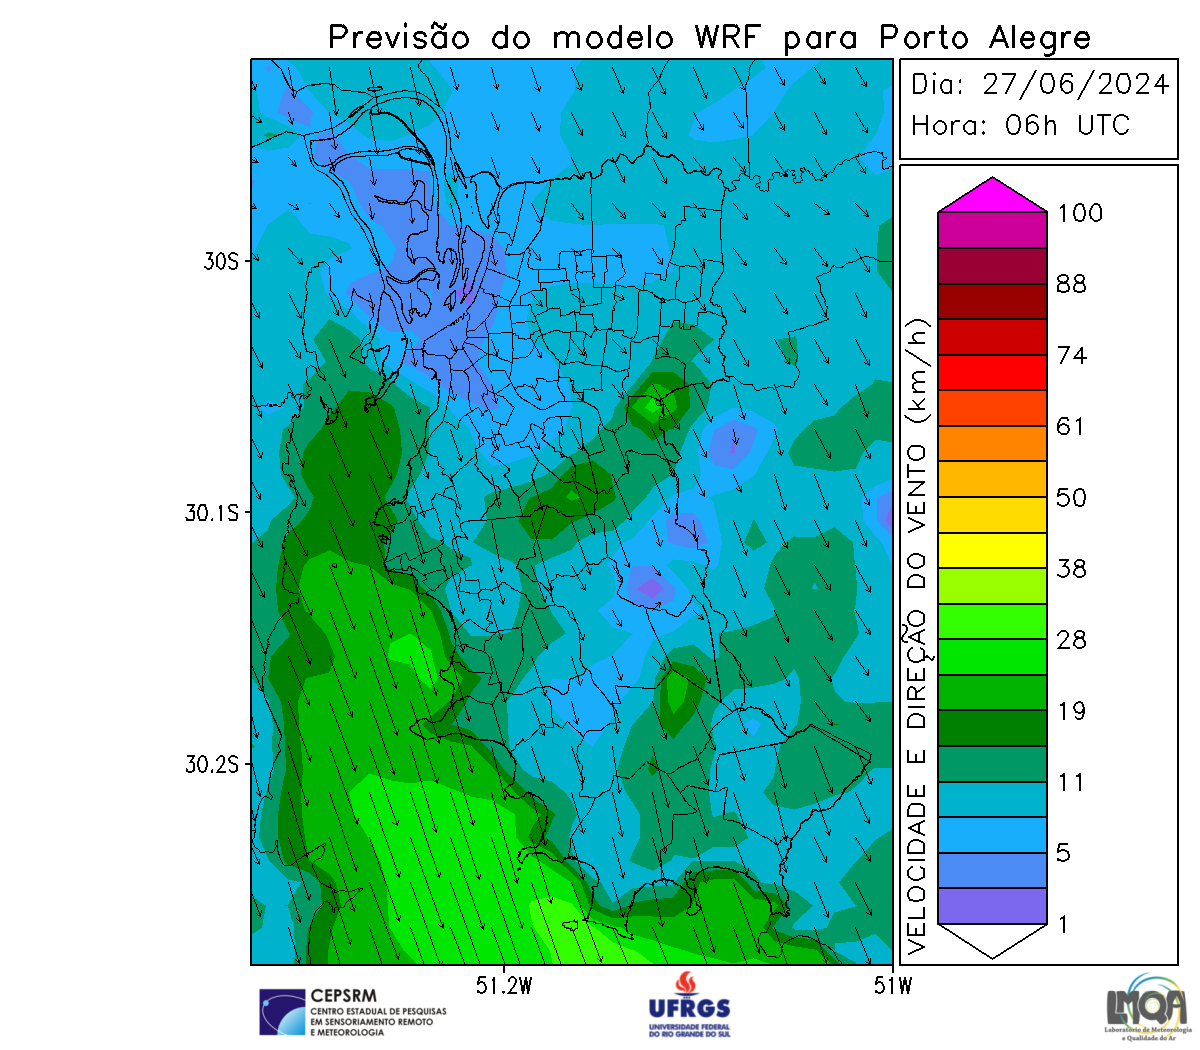 Previsão do modelo WRF para Porto Alegre
Dia: 27/06/2024
Hora: 06h UTC
100
88
74
61
50
38
28
19
11
5
1
VELOCIDADE E DIREÇÃO DO VENTO (km/h)
30S
30.1S
30.2S
51.2W
51W
CEPSRM
CENTRO ESTADUAL DE PESQUISAS
EM SENSORIAMENTO REMOTO
E METEOROLOGIA
UFRGS
UNIVERSIDADE FEDERAL
DO RIO GRANDE DO SUL
LMQA
Laboratório de Meteorologia
e Qualidade do Ar